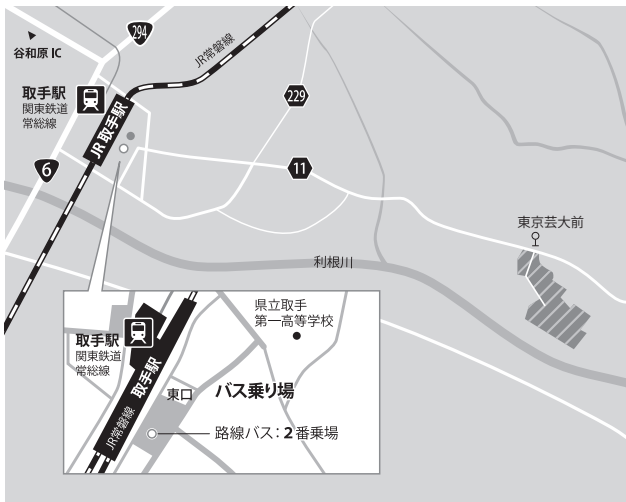 294
谷和原 IC
JR常磐線
取手駅
関東鉄道
常総線
229
JR 取手駅
11
6
東京芸大前
利根川
県立取手
第一高等学校
取手駅
関東鉄道
常総線
取手駅
東口
バス乗り場
JR常磐線
路線バス：2番乗場